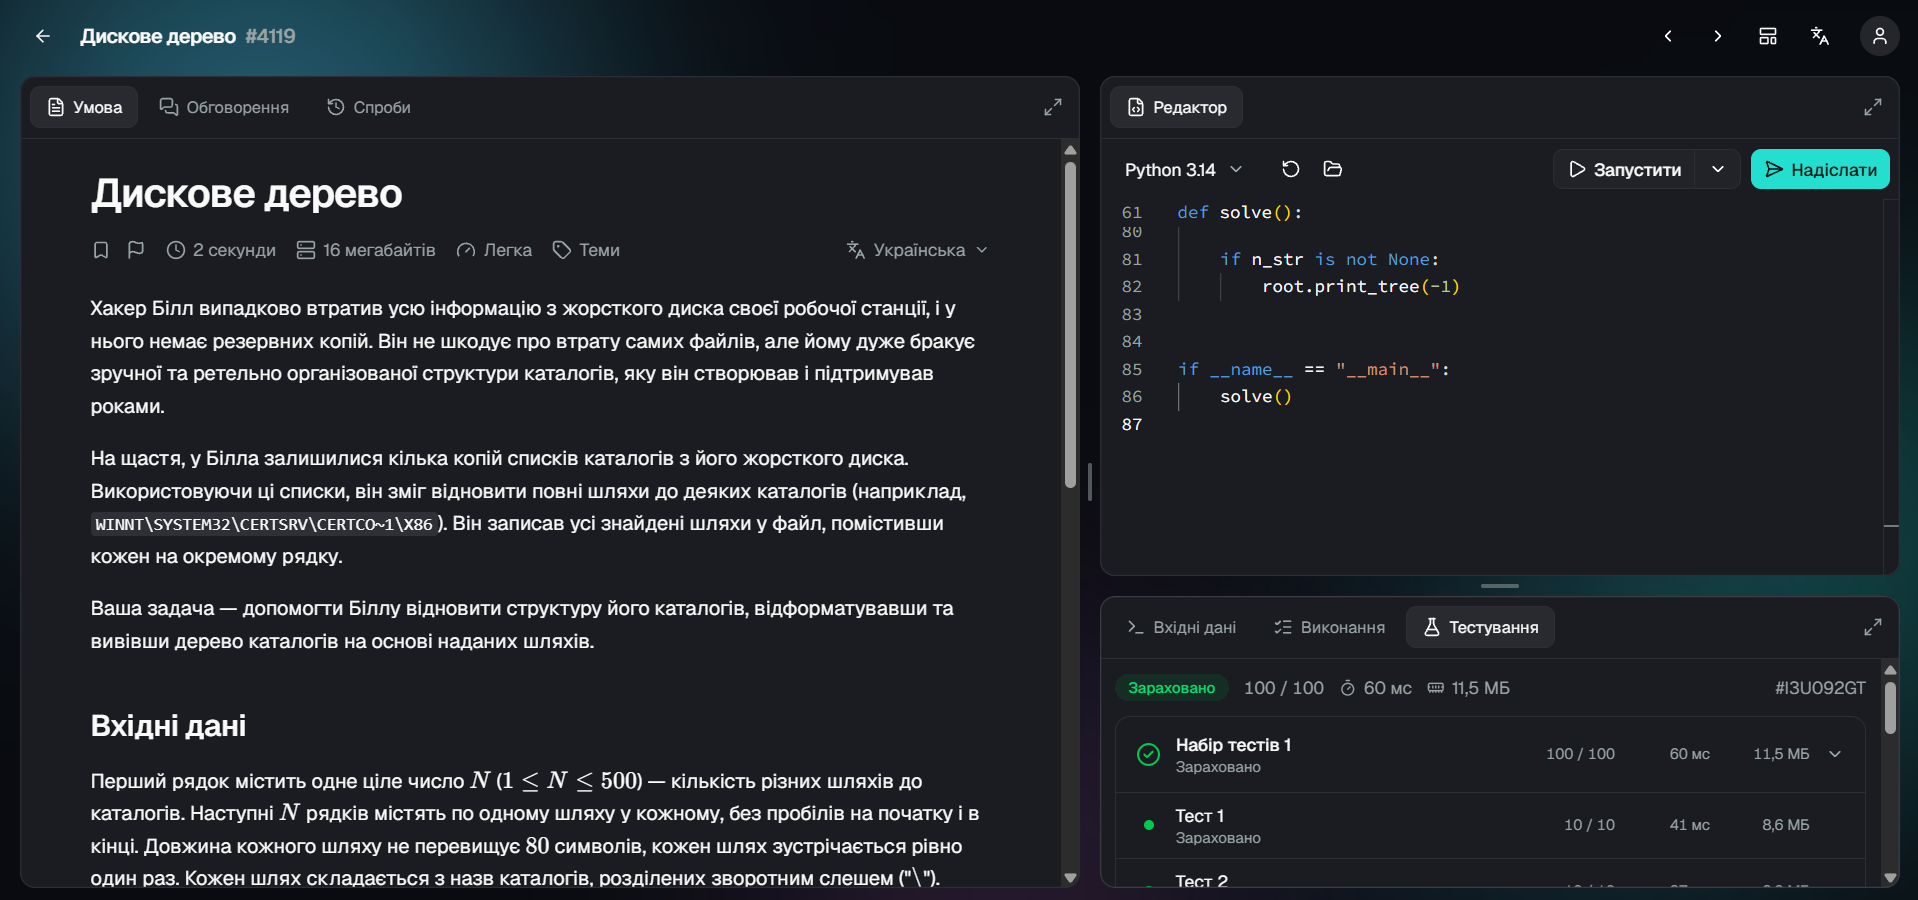 Дискове дерево #4119
Умова
Обговорення
Спроби
Дискове дерево
2 секунди
16 мегабайтів
Легка
Теми
Українська
Хакер Білл випадково втратив усю інформацію з жорсткого диска своєї робочої станції, і у
нього немає резервних копій. Він не шкодує про втрату самих файлів, але йому дуже бракує
зручної та ретельно організованої структури каталогів, яку він створював і підтримував
роками.
На щастя, у Білла залишилися кілька копій списків каталогів з його жорсткого диска.
Використовуючи ці списки, він зміг відновити повні шляхи до деяких каталогів (наприклад,
WINNT\SYSTEM32\CERTSRV\CERTCO~1\X86 ). Він записав усі знайдені шляхи у файл, помістивши
кожен на окремому рядку.
Ваша задача — допомогти Біллу відновити структуру його каталогів, відформатувавши та
вивівши дерево каталогів на основі наданих шляхів.
Вхідні дані
Перший рядок містить одне ціле число N (1 ≤ N ≤ 500) — кількість різних шляхів до
каталогів. Наступні N рядків містять по одному шляху у кожному, без пробілів на початку і в
кінці. Довжина кожного шляху не перевищує 80 символів, кожен шлях зустрічається рівно
один раз. Кожен шлях складається з назв каталогів, розділених зворотним слешем ("\").
Редактор
Python 3.14
Запустити
Надіслати
61 def solve():
80
81 if n_str is not None:
82 root.print_tree(-1)
83
84
85 if __name__ == "__main__":
86 solve()
87
Вхідні дані
Виконання
Тестування
Зараховано 100 / 100 60 мс 11,5 МБ #I3U092GT
Набір тестів 1 100 / 100 60 мс 11,5 МБ
Зараховано
Тест 1 10 / 10 41 мс 8,6 МБ
Зараховано
Тест 2